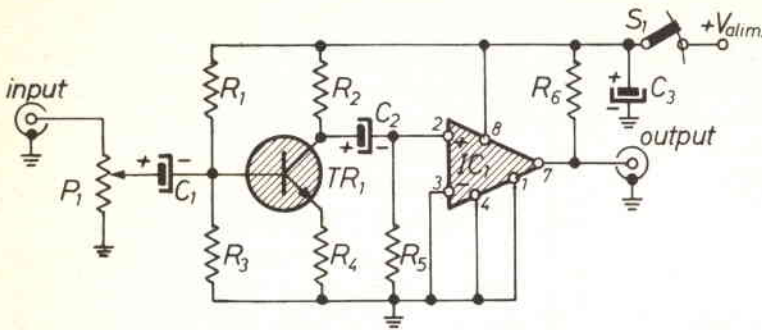 S1
+Valim.
input
R1
R2
C2
R6
+
-
C3
output
+
-
2
+
8
P1
+
-
C1
TR1
IC1
7
3
-
4
1
R3
R4
R5